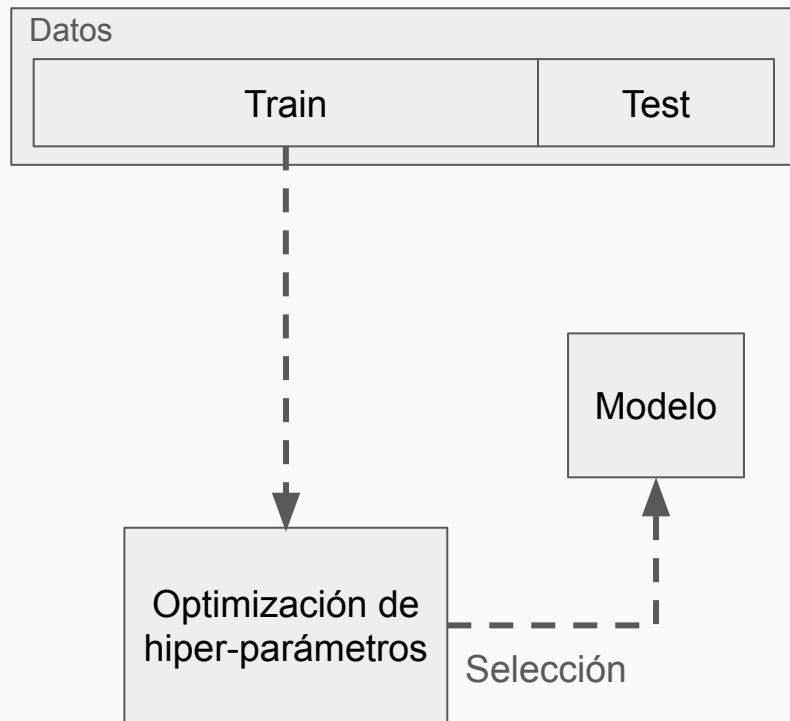 Datos
Train
Test
Modelo
Optimización de
hiper-parámetros
Selección